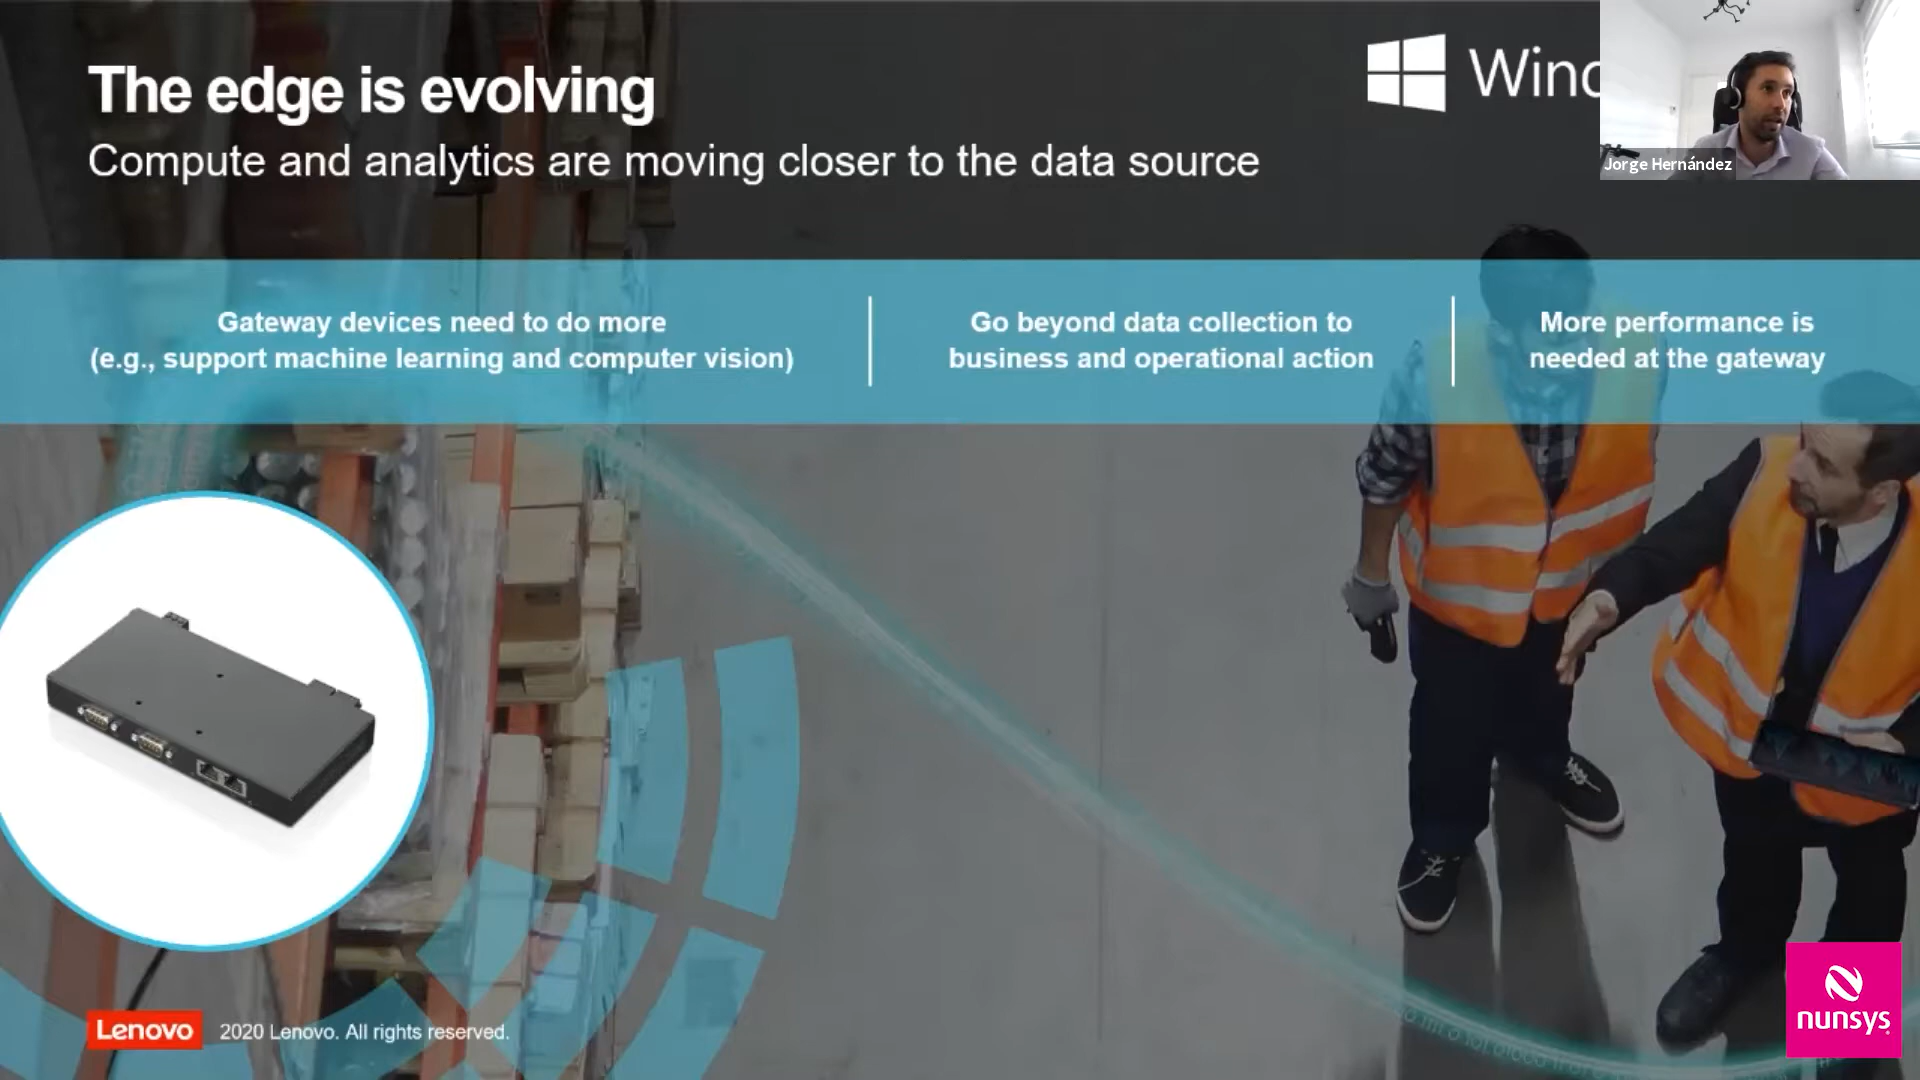 The edge is evolving
Compute and analytics are moving closer to the data source
Jorge Hernández
Gateway devices need to do more
(e.g., support machine learning and computer vision)
Go beyond data collection to
business and operational action
More performance is
needed at the gateway
Lenovo
2020 Lenovo. All rights reserved.
nunsys